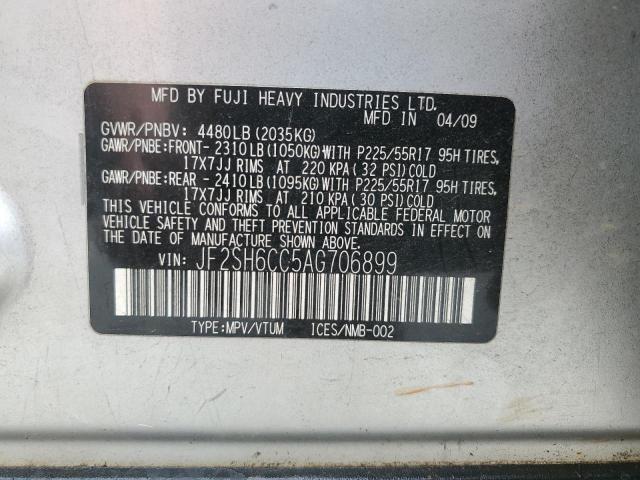 MFD BY FUJI HEAVY INDUSTRIES LTD.
MFD IN 04/09
GVWR/PNBV: 4480LB (2035KG)
GAWR/PNBE:FRONT- 2310LB(1050KG)WITH P225/55R17 95H TIRES,
17X7JJ RIMS AT 220 KPA (32 PSI)COLD
GAWR/PNBE:REAR - 2410LB(1095KG)WITH P225/55R17 95H TIRES,
17X7JJ RIMS AT 210 KPA (30 PSI)COLD
THIS VEHICLE CONFORMS TO ALL APPLICABLE FEDERAL MOTOR
VEHICLE SAFETY AND THEFT PREVENTION STANDARDS IN EFFECT
ON THE DATE OF MANUFACTURE SHOWN ABOVE.
VIN: JF2SH6CC5AG706899
TYPE:MPV/VTUM ICES/NMB-002